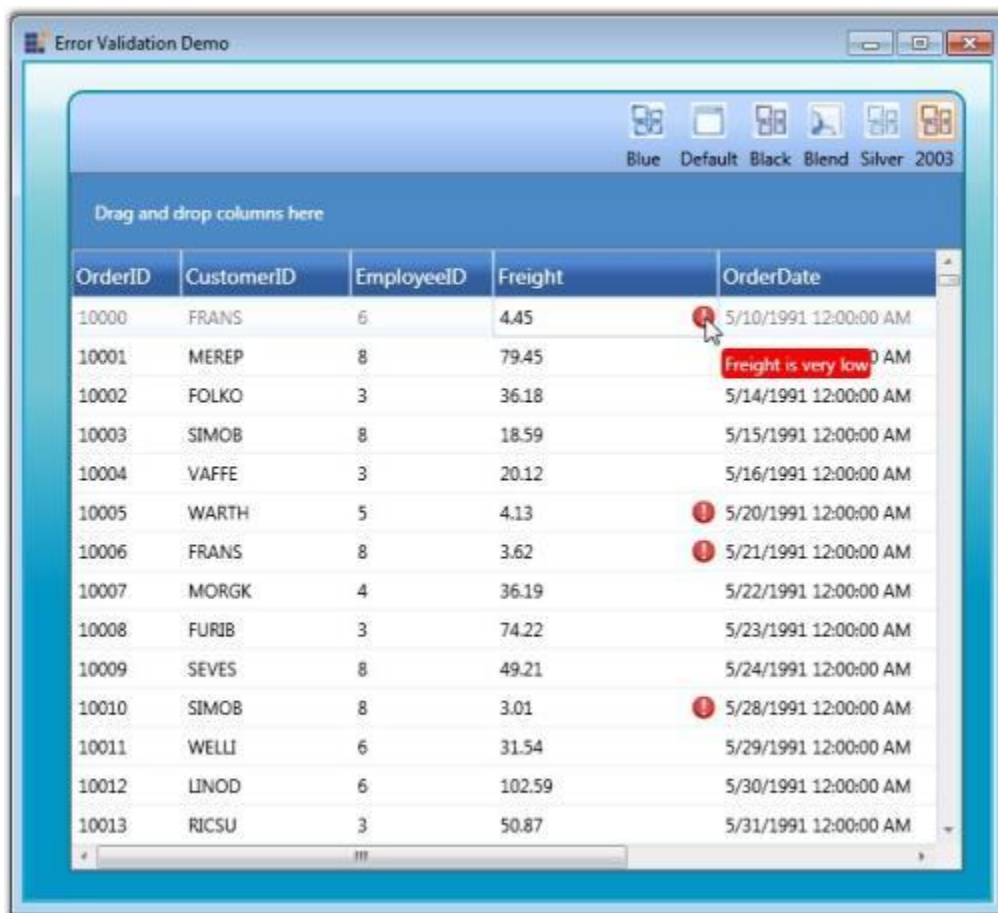 Error Validation Demo
Blue Default Black Blend Silver 2003
Drag and drop columns here
OrderID CustomerID EmployeeID Freight OrderDate
10000 FRANS 6 4.45 5/10/1991 12:00:00 AM
10001 MEREP 8 79.45 0 AM
Freight is very low
10002 FOLKO 3 36.18 5/14/1991 12:00:00 AM
10003 SIMOB 8 18.59 5/15/1991 12:00:00 AM
10004 VAFFE 3 20.12 5/16/1991 12:00:00 AM
10005 WARTH 5 4.13 5/20/1991 12:00:00 AM
10006 FRANS 8 3.62 5/21/1991 12:00:00 AM
10007 MORGK 4 36.19 5/22/1991 12:00:00 AM
10008 FURIB 3 74.22 5/23/1991 12:00:00 AM
10009 SEVES 8 49.21 5/24/1991 12:00:00 AM
10010 SIMOB 8 3.01 5/28/1991 12:00:00 AM
10011 WELLI 6 31.54 5/29/1991 12:00:00 AM
10012 LINOD 6 102.59 5/30/1991 12:00:00 AM
10013 RICSU 3 50.87 5/31/1991 12:00:00 AM